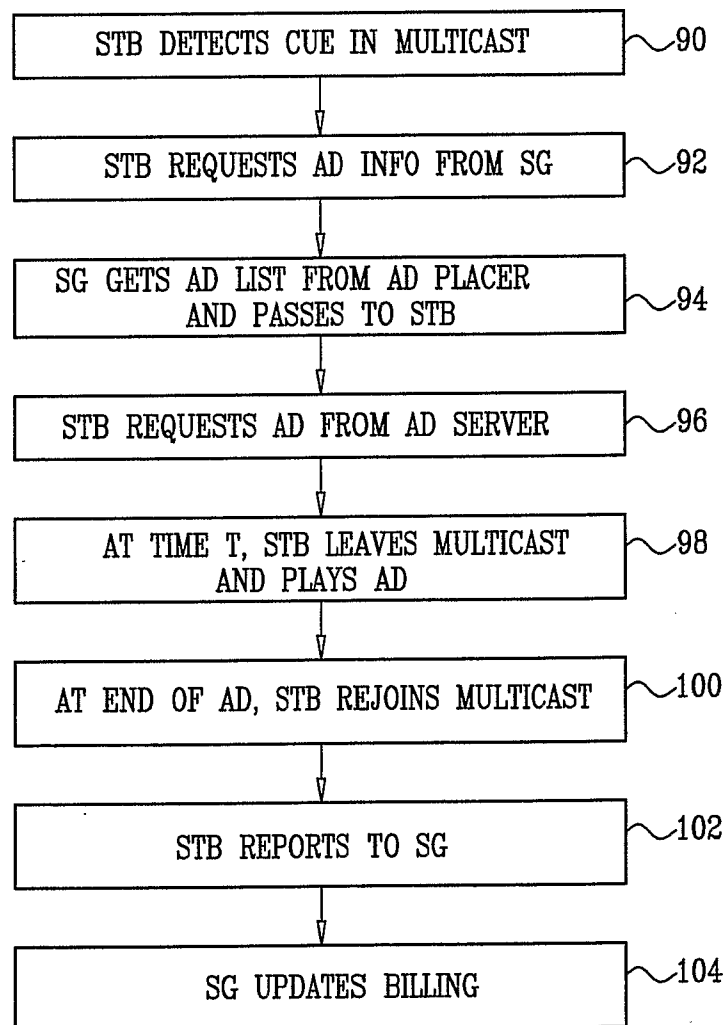 STB DETECTS CUE IN MULTICAST 90
STB REQUESTS AD INFO FROM SG 92
SG GETS AD LIST FROM AD PLACER
AND PASSES TO STB 94
STB REQUESTS AD FROM AD SERVER 96
AT TIME T, STB LEAVES MULTICAST
AND PLAYS AD 98
AT END OF AD, STB REJOINS MULTICAST 100
STB REPORTS TO SG 102
SG UPDATES BILLING 104